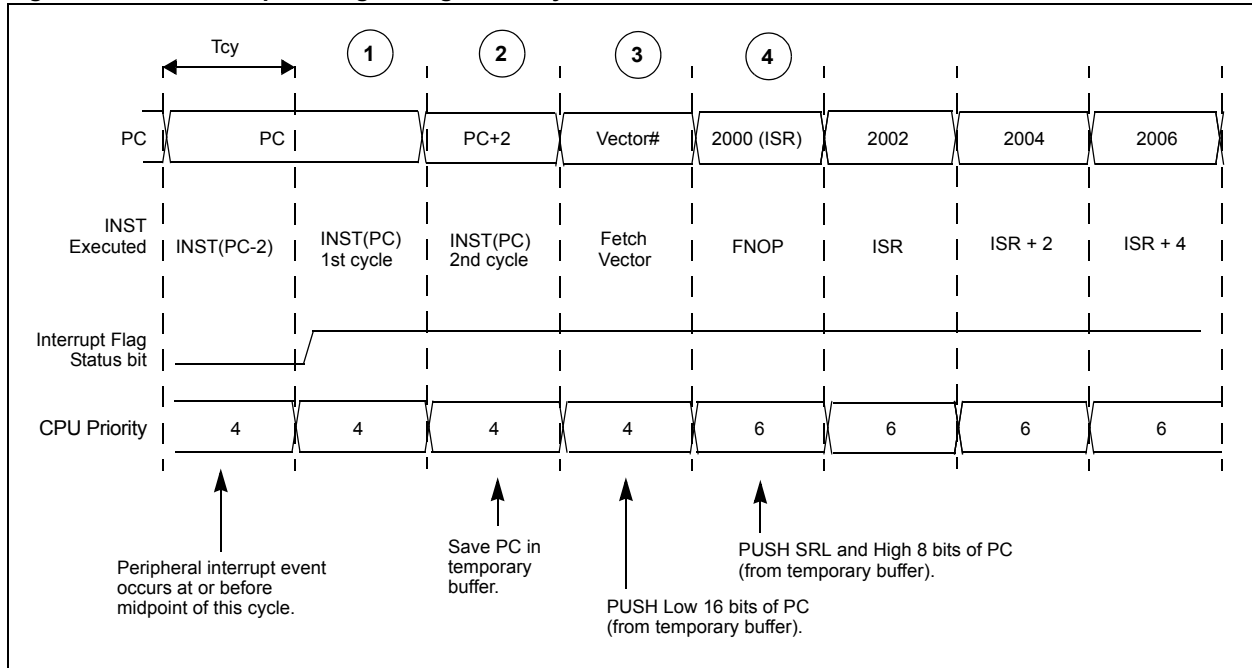 Tcy
1
2
3
4
PC
PC
PC+2
Vector#
2000 (ISR)
2002
2004
2006
INST
Executed
INST(PC-2)
INST(PC)
1st cycle
INST(PC)
2nd cycle
Fetch
Vector
FNOP
ISR
ISR + 2
ISR + 4
Interrupt Flag
Status bit
CPU Priority
4
4
4
4
6
6
6
6
Peripheral interrupt event
occurs at or before
midpoint of this cycle.
Save PC in
temporary
buffer.
PUSH Low 16 bits of PC
(from temporary buffer).
PUSH SRL and High 8 bits of PC
(from temporary buffer).